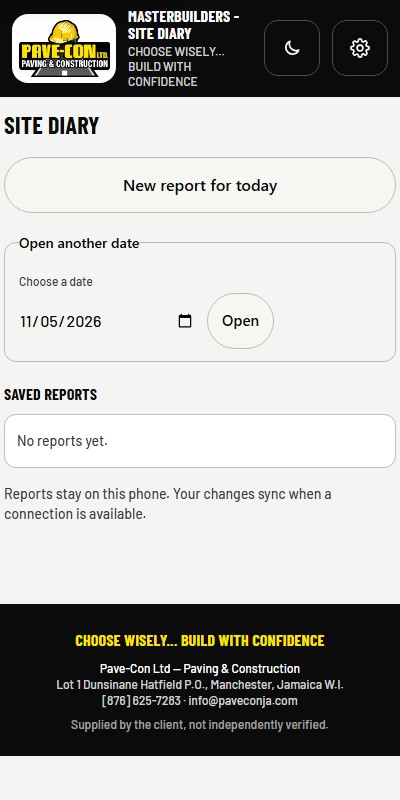 PAVE-CON LTD.
PAVING & CONSTRUCTION
MASTERBUILDERS -
SITE DIARY
CHOOSE WISELY...
BUILD WITH
CONFIDENCE
SITE DIARY
New report for today
Open another date
Choose a date
11/05/2026
Open
SAVED REPORTS
No reports yet.
Reports stay on this phone. Your changes sync when a
connection is available.
CHOOSE WISELY... BUILD WITH CONFIDENCE
Pave-Con Ltd — Paving & Construction
Lot 1 Dunsinane Hatfield P.O., Manchester, Jamaica W.I.
[876] 625-7283 · info@paveconja.com
Supplied by the client, not independently verified.